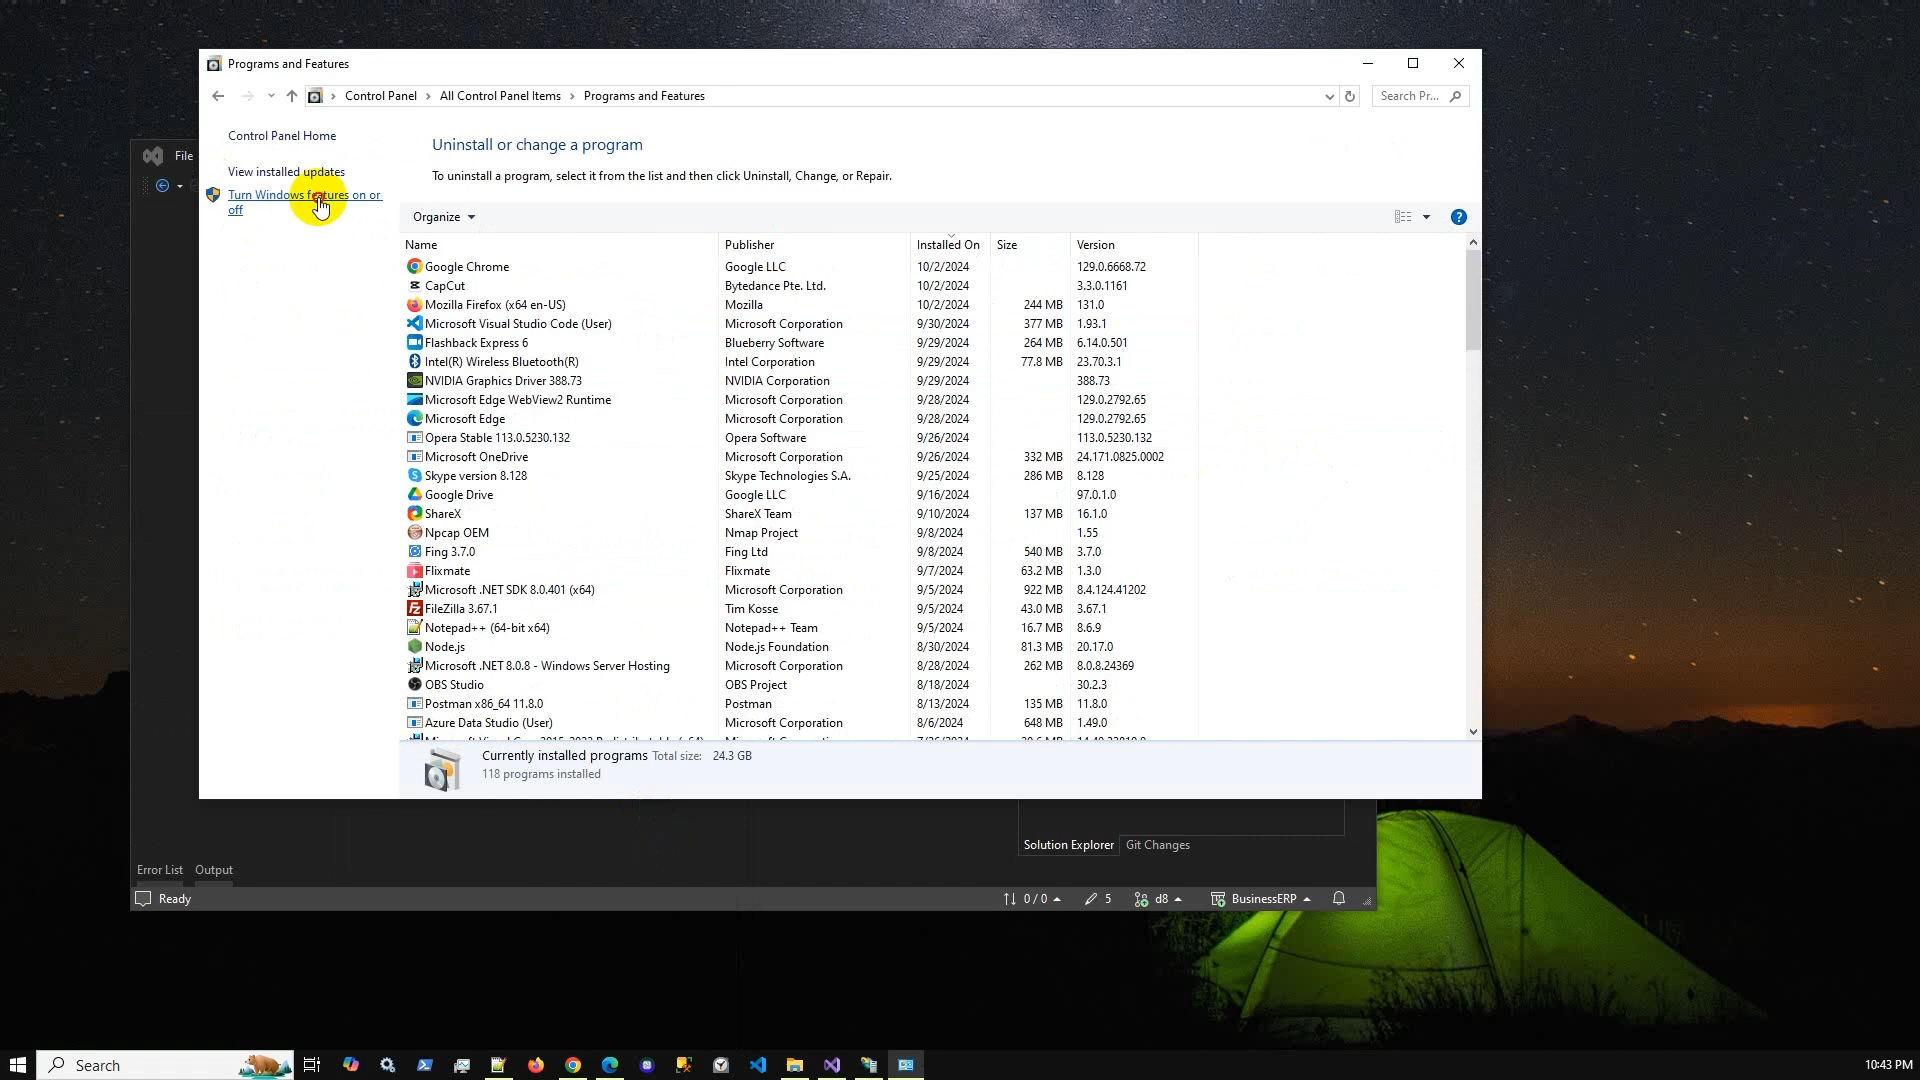 Programs and Features
Control Panel > All Control Panel Items > Programs and Features
Search Pr...
Control Panel Home
View installed updates
Turn Windows features on or
off
Uninstall or change a program
To uninstall a program, select it from the list and then click Uninstall, Change, or Repair.
Organize
Name Publisher Installed On Size Version
Google Chrome Google LLC 10/2/2024 129.0.6668.72
CapCut Bytedance Pte. Ltd. 10/2/2024 3.3.0.1161
Mozilla Firefox (x64 en-US) Mozilla 10/2/2024 244 MB 131.0
Microsoft Visual Studio Code (User) Microsoft Corporation 9/30/2024 377 MB 1.93.1
Flashback Express 6 Blueberry Software 9/29/2024 264 MB 6.14.0.501
Intel(R) Wireless Bluetooth(R) Intel Corporation 9/29/2024 77.8 MB 23.70.3.1
NVIDIA Graphics Driver 388.73 NVIDIA Corporation 9/29/2024 388.73
Microsoft Edge WebView2 Runtime Microsoft Corporation 9/28/2024 129.0.2792.65
Microsoft Edge Microsoft Corporation 9/28/2024 129.0.2792.65
Opera Stable 113.0.5230.132 Opera Software 9/26/2024 113.0.5230.132
Microsoft OneDrive Microsoft Corporation 9/26/2024 332 MB 24.171.0825.0002
Skype version 8.128 Skype Technologies S.A. 9/25/2024 286 MB 8.128
Google Drive Google LLC 9/16/2024 97.0.1.0
ShareX ShareX Team 9/10/2024 137 MB 16.1.0
Npcap OEM Nmap Project 9/8/2024 1.55
Fing 3.7.0 Fing Ltd 9/8/2024 540 MB 3.7.0
Flixmate Flixmate 9/7/2024 63.2 MB 1.3.0
Microsoft .NET SDK 8.0.401 (x64) Microsoft Corporation 9/5/2024 922 MB 8.4.124.41202
FileZilla 3.67.1 Tim Kosse 9/5/2024 43.0 MB 3.67.1
Notepad++ (64-bit x64) Notepad++ Team 9/5/2024 16.7 MB 8.6.9
Node.js Node.js Foundation 8/30/2024 81.3 MB 20.17.0
Microsoft .NET 8.0.8 - Windows Server Hosting Microsoft Corporation 8/28/2024 262 MB 8.0.8.24369
OBS Studio OBS Project 8/18/2024 30.2.3
Postman x86_64 11.8.0 Postman 8/13/2024 135 MB 11.8.0
Azure Data Studio (User) Microsoft Corporation 8/6/2024 648 MB 1.49.0
Currently installed programs Total size: 24.3 GB
118 programs installed
File
Solution Explorer Git Changes
Error List Output
Ready 0 / 0 5 d8 BusinessERP
Search 10:43 PM